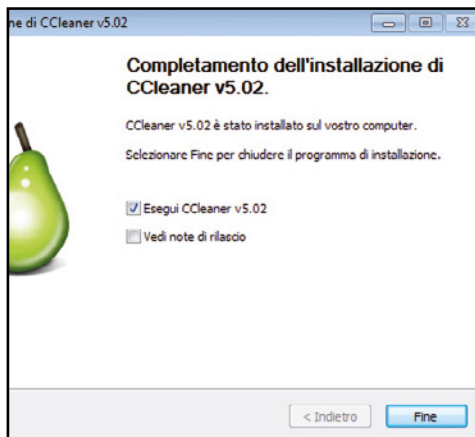 ne di CCleaner v5.02
Completamento dell'installazione di
CCleaner v5.02.
CCleaner v5.02 è stato installato sul vostro computer.
Selezionare Fine per chiudere il programma di installazione.
Esegui CCleaner v5.02
Vedi note di rilascio
< Indietro
Fine